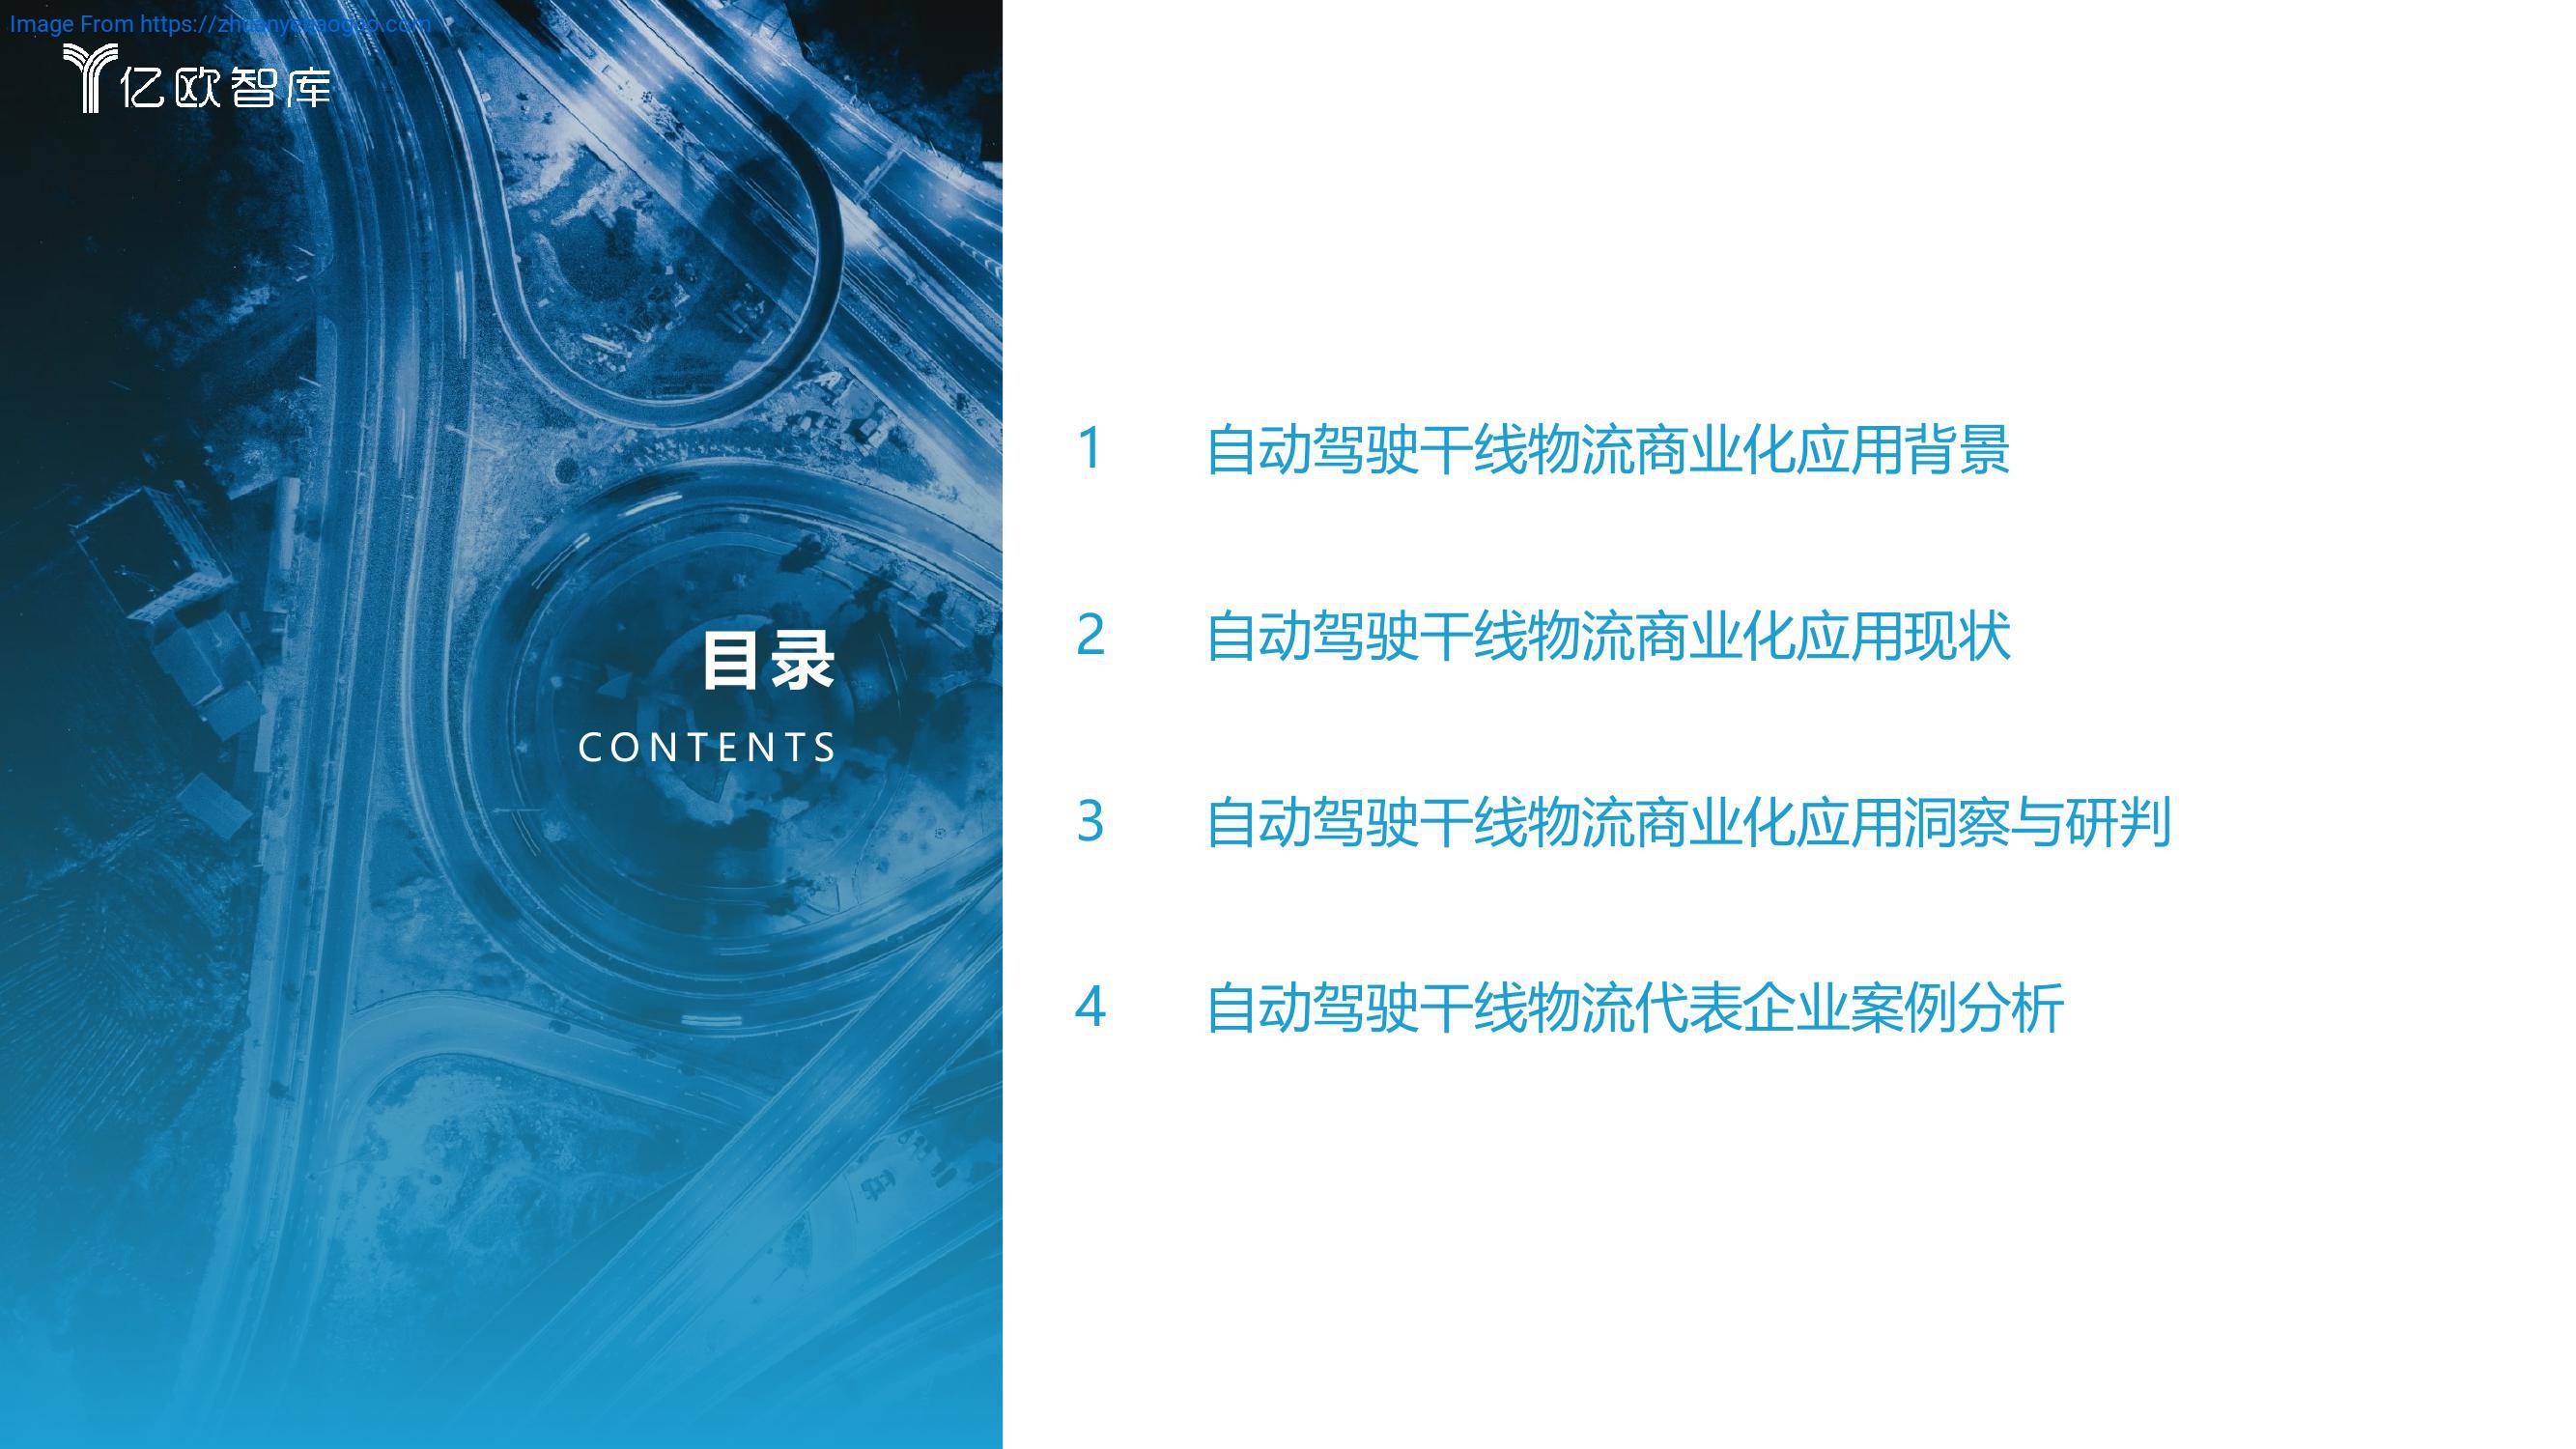 Image From
亿欧智库
目录
CONTENTS
1 自动驾驶干线物流商业化应用背景
2 自动驾驶干线物流商业化应用现状
3 自动驾驶干线物流商业化应用洞察与研判
4 自动驾驶干线物流代表企业案例分析